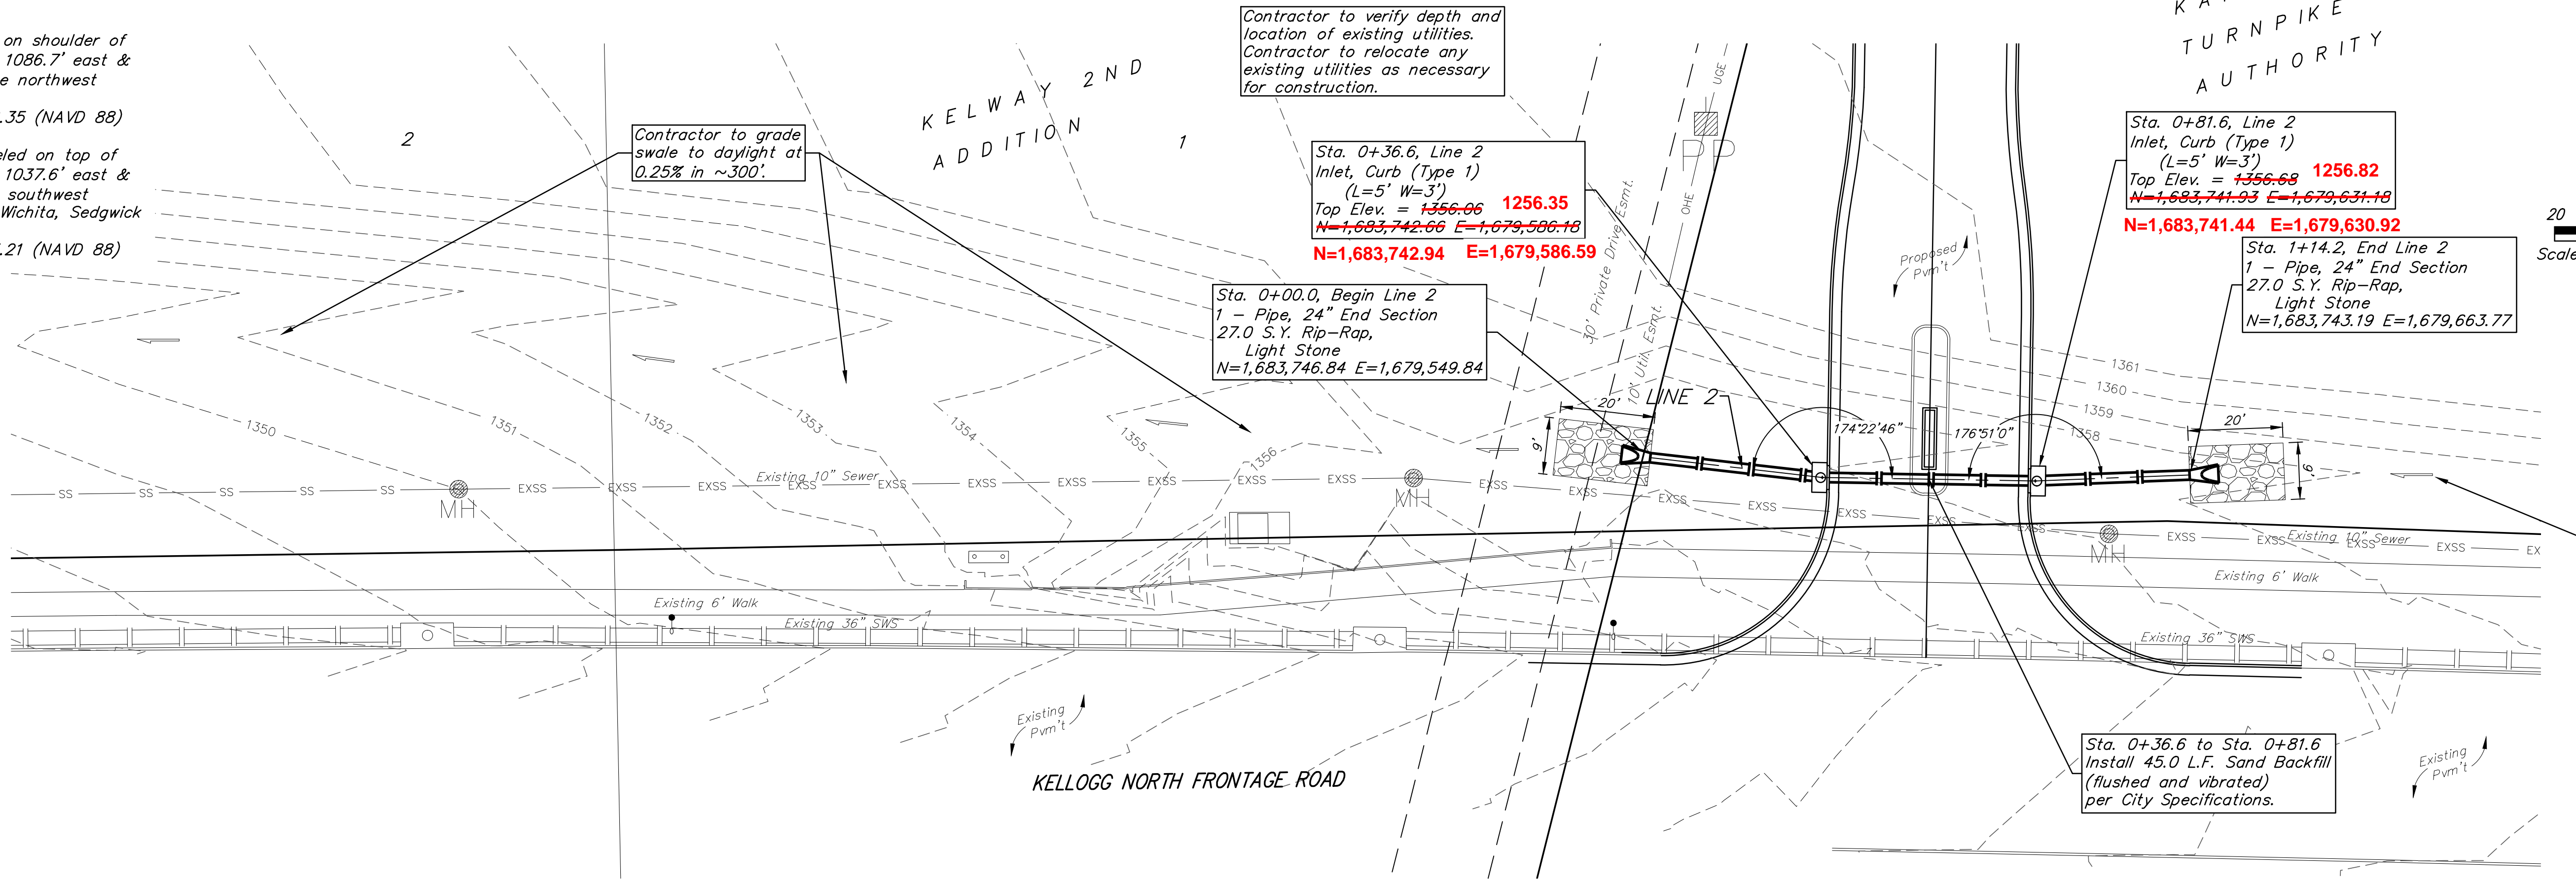 on shoulder of
1086.7' east &
e northwest
.35 (NAVD 88)
eled on top of
1037.6' east &
southwest
Wichita, Sedgwick
.21 (NAVD 88)
2
Contractor to grade
swale to daylight at
0.25% in ~300'.
KELWAY 2ND
ADDITION
1
Contractor to verify depth and
location of existing utilities.
Contractor to relocate any
existing utilities as necessary
for construction.
TURNPIKE
AUTHORITY
Sta. 0+36.6, Line 2
Inlet, Curb (Type 1)
(L=5' W=3')
Top Elev. = 1356.06 1256.35
N=1,683,742.66 E=1,679,586.18
N=1,683,742.94 E=1,679,586.59
Sta. 0+81.6, Line 2
Inlet, Curb (Type 1)
(L=5' W=3')
Top Elev. = 1356.68 1256.82
N=1,683,741.93 E=1,679,631.18
N=1,683,741.44 E=1,679,630.92
20
Scale
Sta. 0+00.0, Begin Line 2
1 - Pipe, 24" End Section
27.0 S.Y. Rip-Rap,
Light Stone
N=1,683,746.84 E=1,679,549.84
Sta. 1+14.2, End Line 2
1 - Pipe, 24" End Section
27.0 S.Y. Rip-Rap,
Light Stone
N=1,683,743.19 E=1,679,663.77
UGE
PP
OHE
30' Private Drive Esmt.
10' Util. Esmt.
Proposed
Pvm't
LINE 2
20'
9'
174°22'46"
176°51'0"
20'
9'
1361
1360
1359
1358
1350
1351
1352
1353
1354
1355
1356
Existing 10" Sewer
SS SS SS SS SS EXSS EXSS EXSS EXSS EXSS EXSS EXSS EXSS EXSS EXSS EXSS EXSS EXSS EXSS EXSS EXSS EXSS EXSS EXSS EXSS EXSS EX
MH
MH
MH
Existing 10" Sewer
Existing 6' Walk
Existing 6' Walk
Existing 36" SWS
Existing 36" SWS
Existing
Pvm't
KELLOGG NORTH FRONTAGE ROAD
Sta. 0+36.6 to Sta. 0+81.6
Install 45.0 L.F. Sand Backfill
(flushed and vibrated)
per City Specifications.
Existing
Pvm't